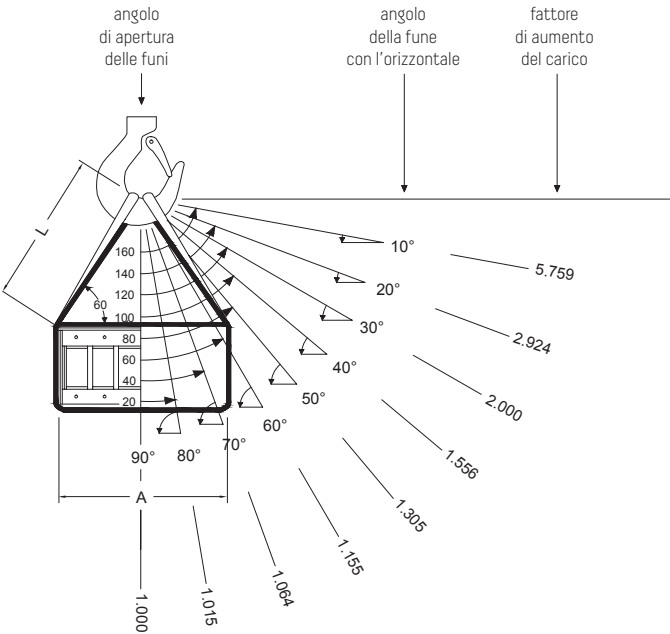 angolo
di apertura
delle funi
angolo
della fune
con l'orizzontale
fattore
di aumento
del carico
L
160
140
120
100
80
60
40
20
60
A
10°
20°
30°
40°
50°
60°
70°
80°
90°
5.759
2.924
2.000
1.556
1.305
1.155
1.064
1.015
1.000